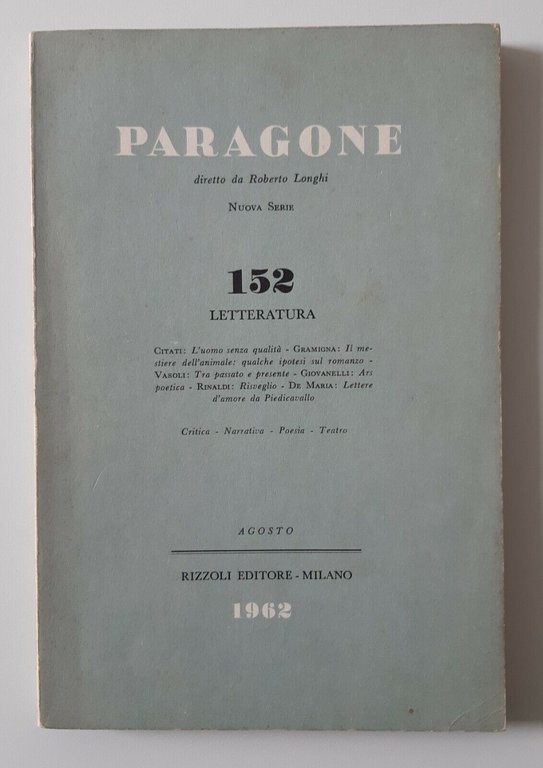 PARAGONE
diretto da Roberto Longhi
NUOVA SERIE
152
LETTERATURA
CITATI: L'uomo senza qualità - GRAMIGNA: Il me-
stiere dell'animale: qualche ipotesi sul romanzo -
VASOLI: Tra passato e presente - GIOVANELLI: Ars
poetica - RINALDI: Risveglio - DE MARIA: Lettere
d'amore da Piedicavallo
Critica - Narrativa - Poesia - Teatro
AGOSTO
RIZZOLI EDITORE - MILANO
1962